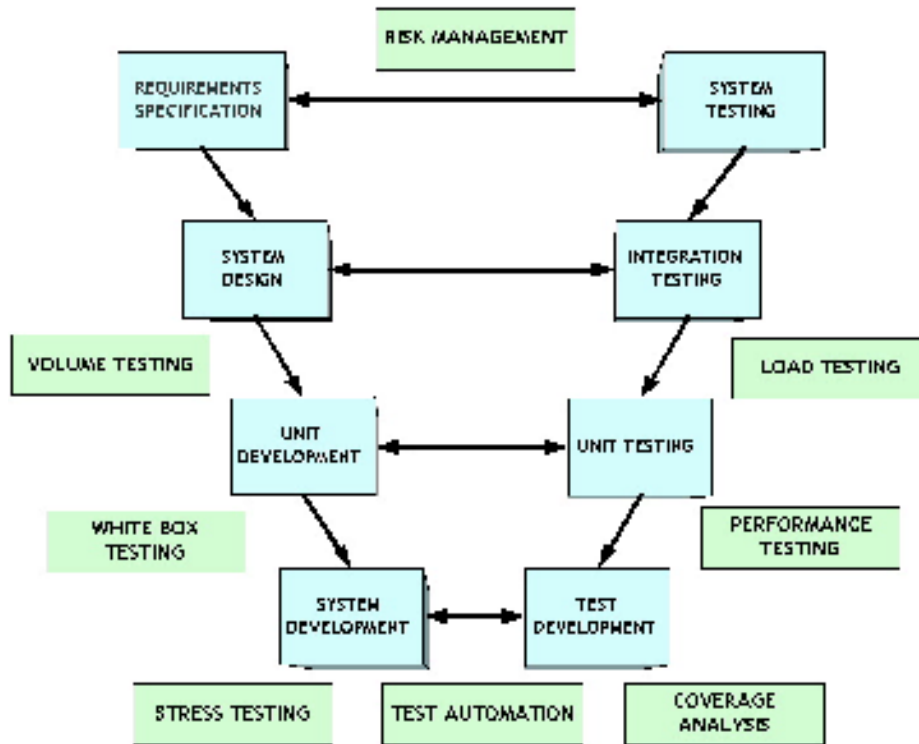 RISK MANAGEMENT
REQUIREMENTS
SPECIFICATION
SYSTEM
TESTING
SYSTEM
DESIGN
INTEGRATION
TESTING
VOLUME TESTING
LOAD TESTING
UNIT
DEVELOPMENT
UNIT TESTING
WHITE BOX
TESTING
PERFORMANCE
TESTING
SYSTEM
DEVELOPMENT
TEST
DEVELOPMENT
STRESS TESTING
TEST AUTOMATION
COVERAGE
ANALYSIS